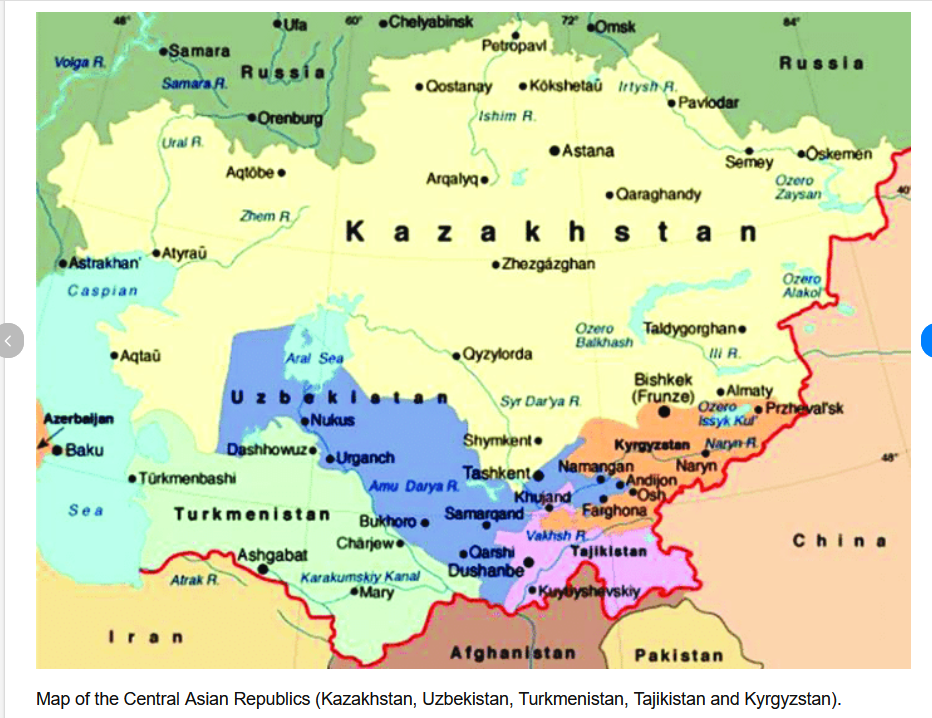 48°
60°
72°
84°
Ufa
Chelyabinsk
Omsk
Petropavl
Samara
Volga R.
Russia
Russia
Samara R.
Qostanay
Kökshetaū
Irtysh R.
Pavlodar
Orenburg
Ishim R.
Ural R.
Astana
Semey
Öskemen
Aqtöbe
Arqalyq
Ozero
Zaysan
Qaraghandy
40°
Zhem R.
Kazakhstan
Atyraū
Astrakhan'
Zhezgázghan
Caspian
Ozero
Alakol'
Ozero
Balkhash
Taldygorghan
Aral Sea
Qyzylorda
Aqtaū
Ili R.
Bishkek
(Frunze)
Almaty
Uzbekistan
Syr Dar'ya R.
Ozero
Issyk Kul'
Przheval'sk
Azerbaijan
Nukus
Baku
Dashhowuz
Urganch
Shymkent
Kyrgyzstan
Naryn R.
Naryn
48°
Tashkent
Namangan
Andijon
Osh
Türkmenbashi
Amu Darya R.
Khujand
Farghona
Sea
Turkmenistan
Bukhoro
Samarqand
Vakhsh R.
China
Chärjew
Qarshi
Tajikistan
Ashgabat
Dushanbe
Atrak R.
Karakumskiy Kanal
Mary
Kuybyshevskiy
Iran
Afghanistan
Pakistan
Map of the Central Asian Republics (Kazakhstan, Uzbekistan, Turkmenistan, Tajikistan and Kyrgyzstan).